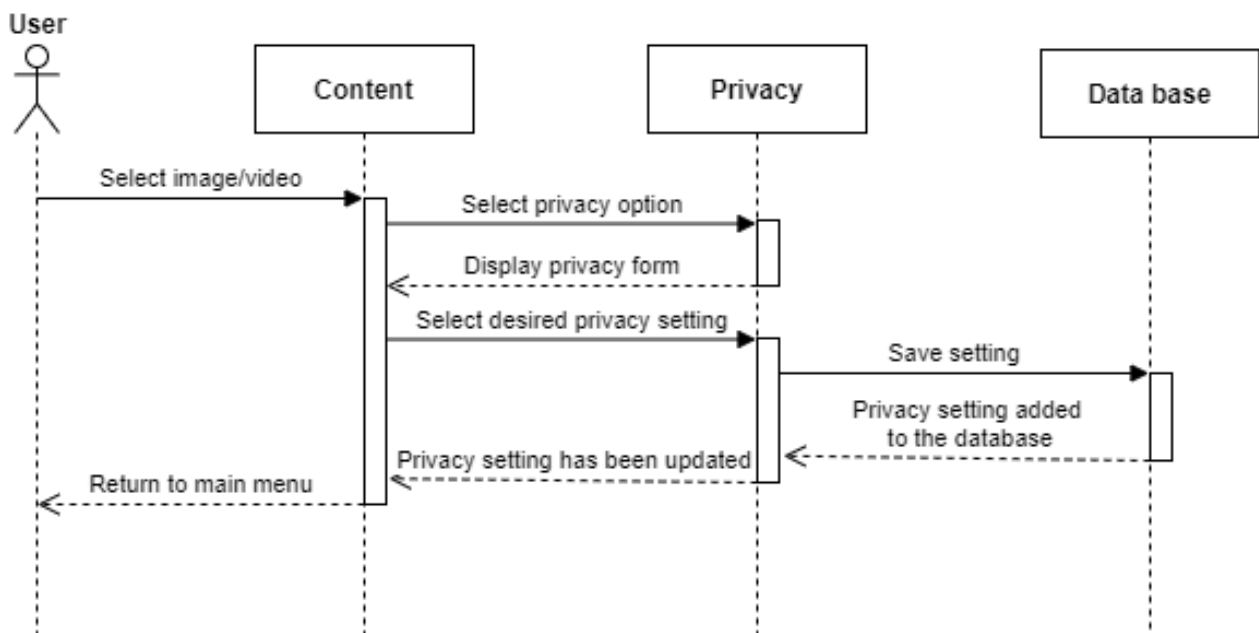 User
Content
Privacy
Data base
Select image/video
Select privacy option
Display privacy form
Select desired privacy setting
Save setting
Privacy setting added
to the database
Privacy setting has been updated
Return to main menu